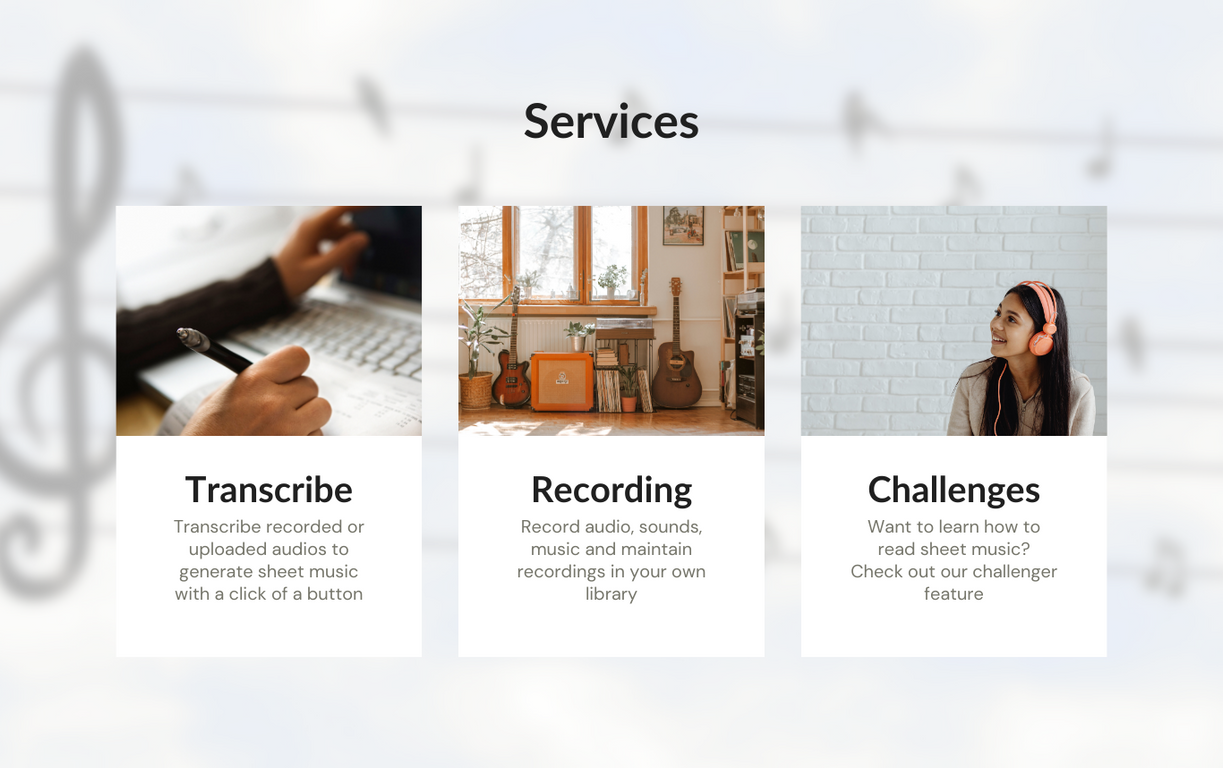 Services
Transcribe
Transcribe recorded or
uploaded audios to
generate sheet music
with a click of a button
Recording
Record audio, sounds,
music and maintain
recordings in your own
library
Challenges
Want to learn how to
read sheet music?
Check out our challenger
feature